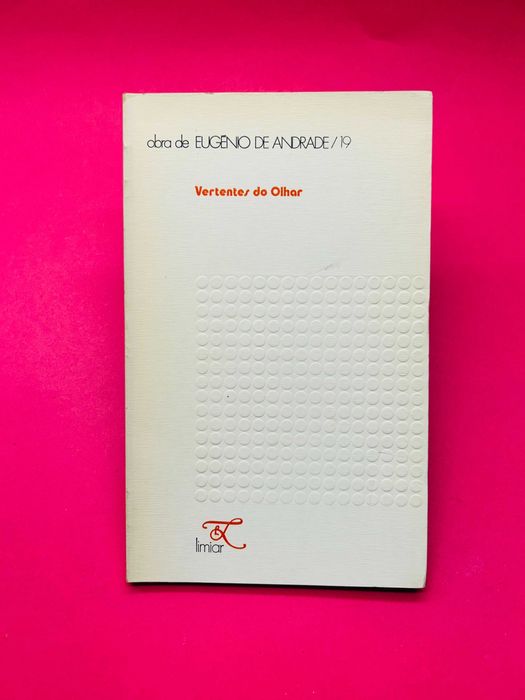 obra de EUGÉNIO DE ANDRADE / 19
Vertentes do Olhar
limiar